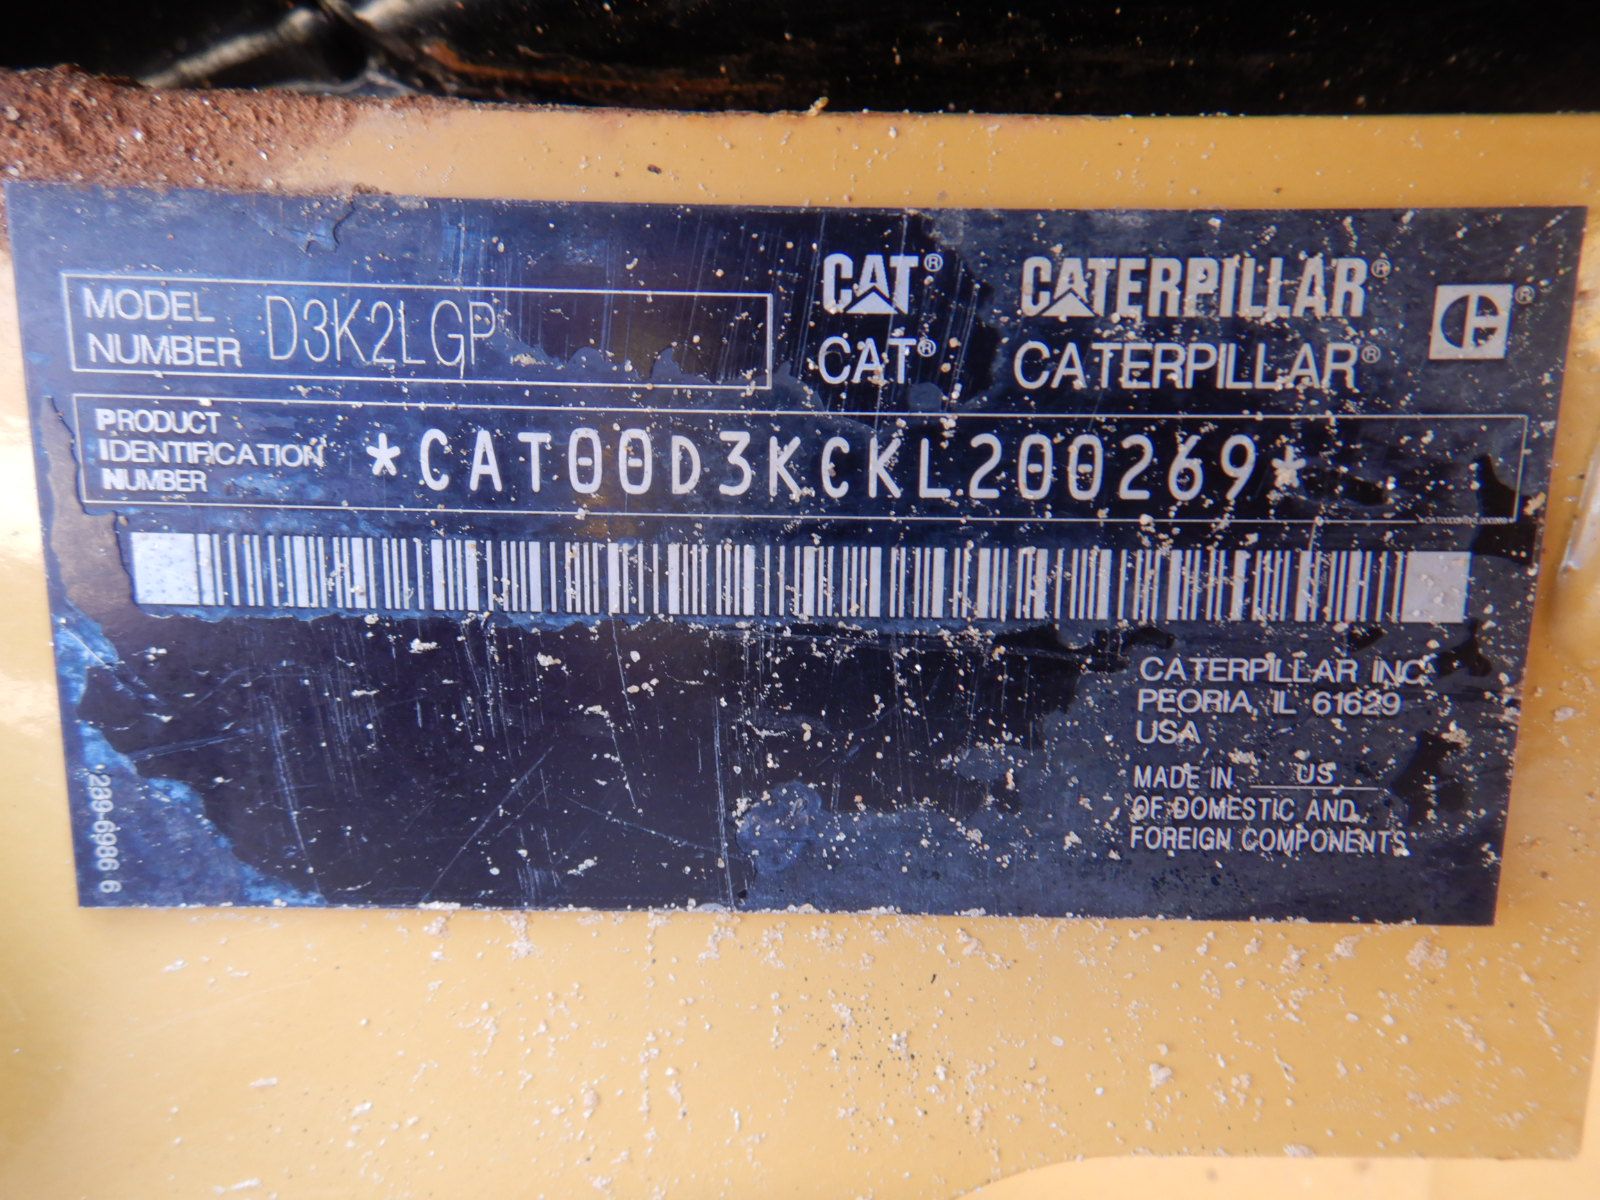 MODEL NUMBER D3K2LGP
CAT® CATERPILLAR®
CAT® CATERPILLAR®
PRODUCT
IDENTIFICATION
NUMBER
*CAT00D3KCKL200269*
CATERPILLAR INC
PEORIA, IL 61629
USA
MADE IN US
OF DOMESTIC AND
FOREIGN COMPONENTS
239-6986 6